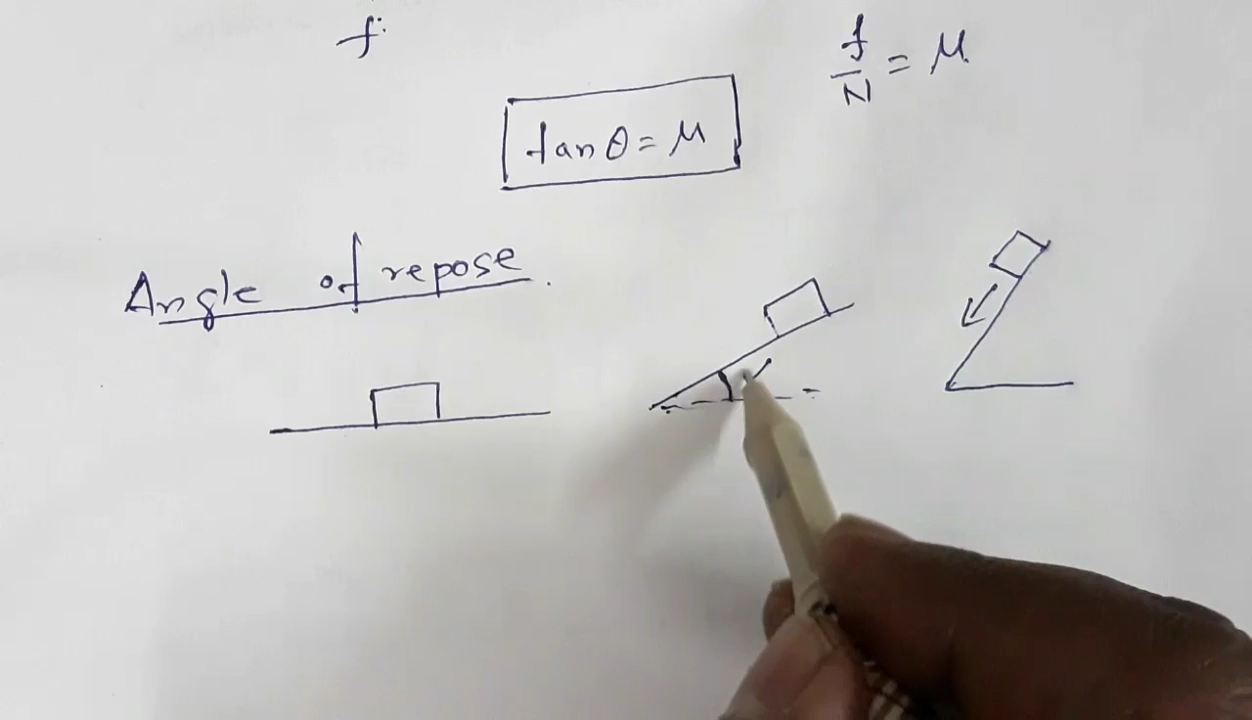 f
f/N = μ
tan θ = μ
Angle of repose.